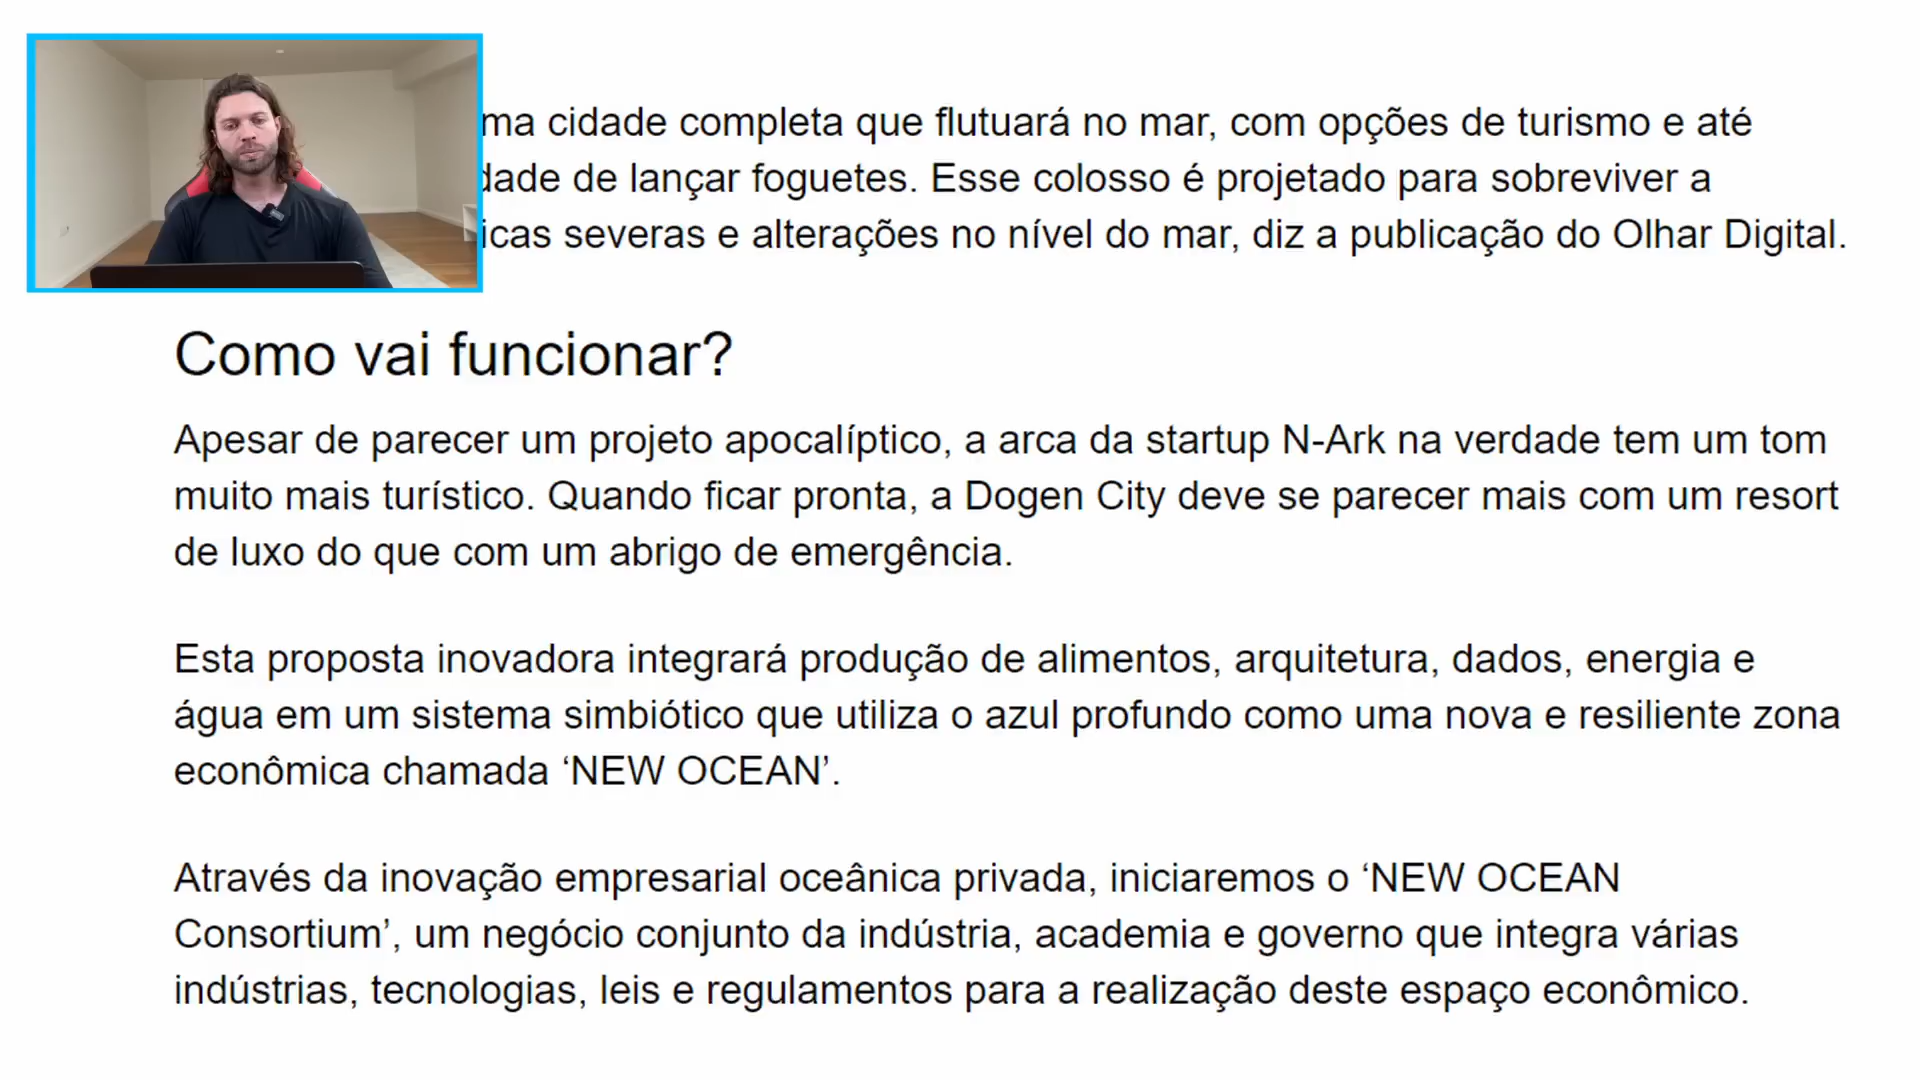 cidade completa que flutuará no mar, com opções de turismo e até
de lançar foguetes. Esse colosso é projetado para sobreviver a
severas e alterações no nível do mar, diz a publicação do Olhar Digital.
Como vai funcionar?
Apesar de parecer um projeto apocalíptico, a arca da startup N-Ark na verdade tem um tom
muito mais turístico. Quando ficar pronta, a Dogen City deve se parecer mais com um resort
de luxo do que com um abrigo de emergência.
Esta proposta inovadora integrará produção de alimentos, arquitetura, dados, energia e
água em um sistema simbiótico que utiliza o azul profundo como uma nova e resiliente zona
econômica chamada ‘NEW OCEAN’.
Através da inovação empresarial oceânica privada, iniciaremos o ‘NEW OCEAN
Consortium’, um negócio conjunto da indústria, academia e governo que integra várias
indústrias, tecnologias, leis e regulamentos para a realização deste espaço econômico.